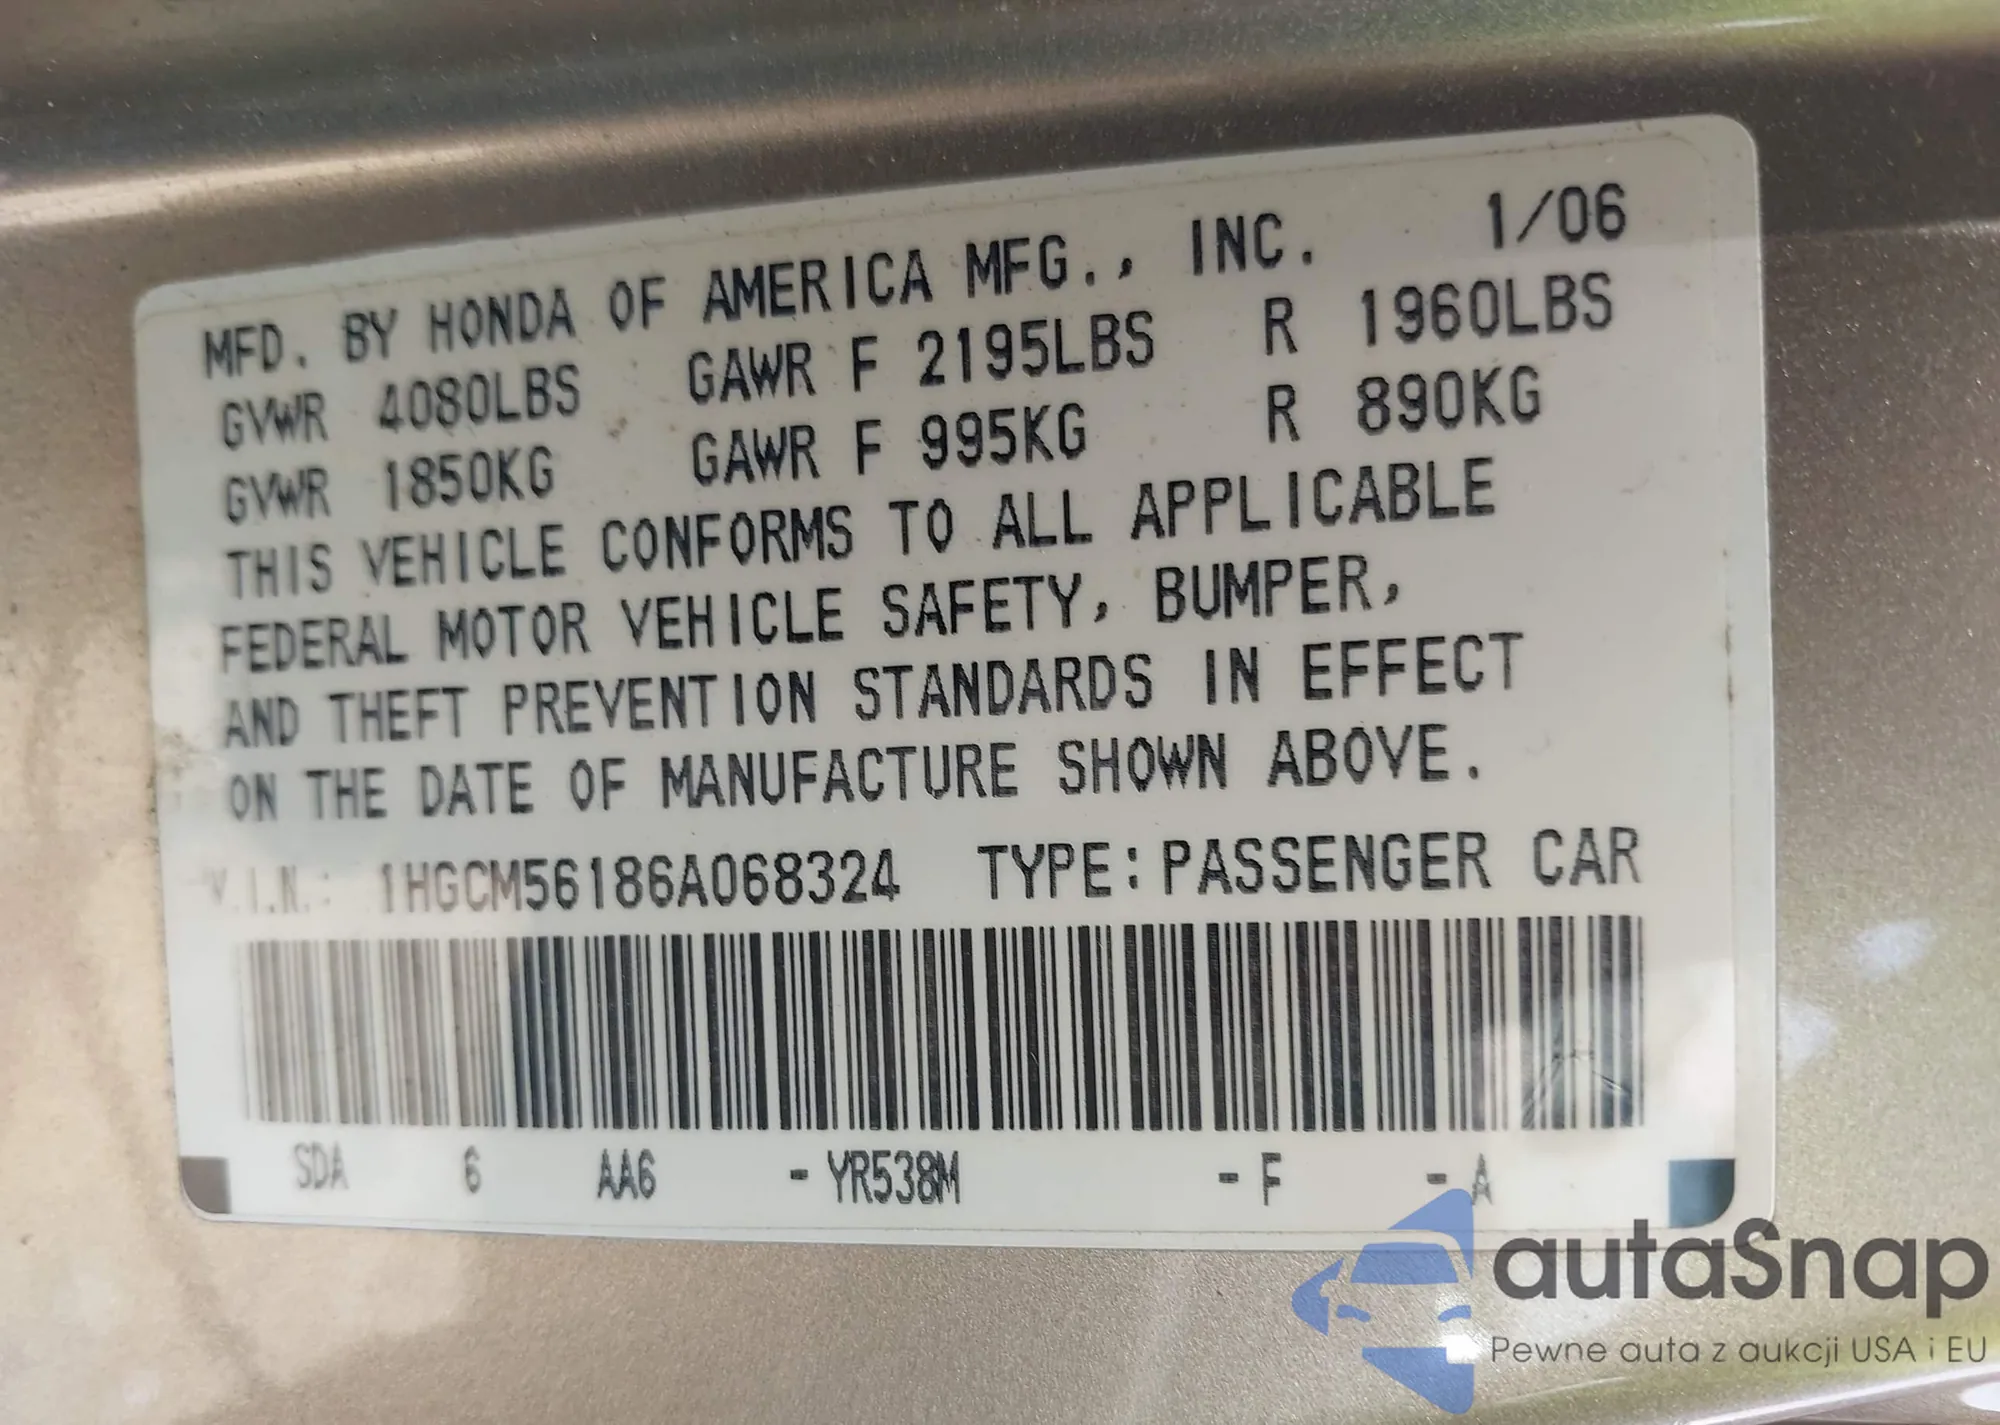 MFD. BY HONDA OF AMERICA MFG., INC. 1/06
GVWR 4080LBS GAWR F 2195LBS R 1960LBS
GVWR 1850KG GAWR F 995KG R 890KG
THIS VEHICLE CONFORMS TO ALL APPLICABLE
FEDERAL MOTOR VEHICLE SAFETY, BUMPER,
AND THEFT PREVENTION STANDARDS IN EFFECT
ON THE DATE OF MANUFACTURE SHOWN ABOVE.
V.I.N.: 1HGCM56186A068324 TYPE:PASSENGER CAR
SDA 6 AA6 -YR538M -F -A
autaSnap
Pewne auta z aukcji USA i EU